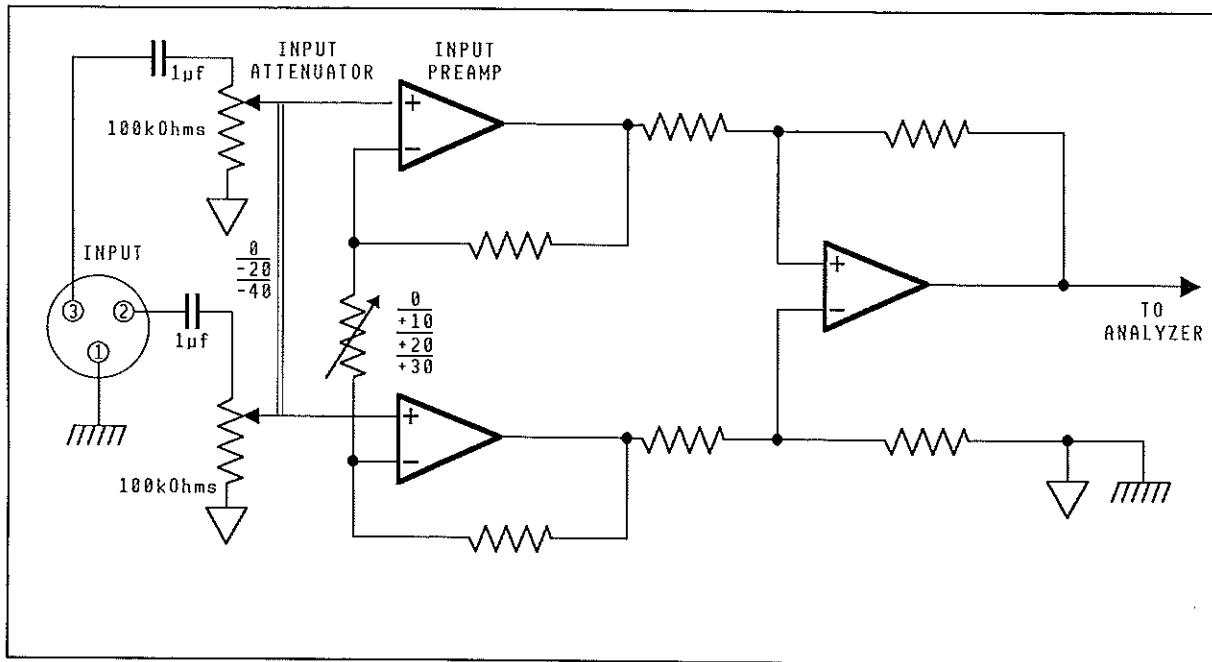 INPUT
ATTENUATOR
INPUT
PREAMP
1µf
100kOhms
+
−
+
−
INPUT
0
-20
-40
3
2
1
1µf
0
+10
+20
+30
TO
ANALYZER
+
−
100kOhms